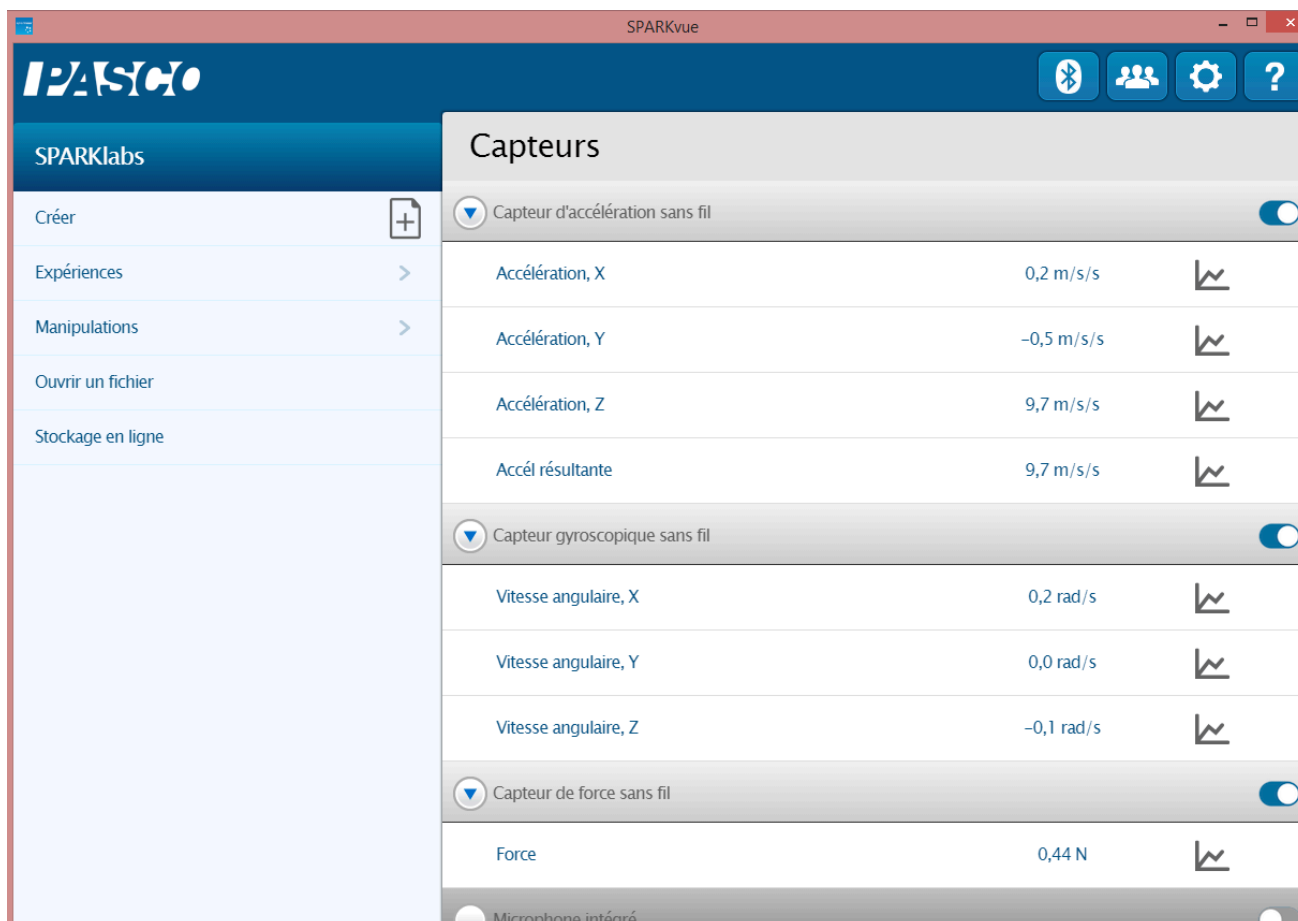 SPARKvue
PASCO
?
SPARKlabs
Créer
Expériences
Manipulations
Ouvrir un fichier
Stockage en ligne
Capteurs
Capteur d'accélération sans fil
Accélération, X 0,2 m/s/s
Accélération, Y –0,5 m/s/s
Accélération, Z 9,7 m/s/s
Accél résultante 9,7 m/s/s
Capteur gyroscopique sans fil
Vitesse angulaire, X 0,2 rad/s
Vitesse angulaire, Y 0,0 rad/s
Vitesse angulaire, Z –0,1 rad/s
Capteur de force sans fil
Force 0,44 N
Microphone intégré